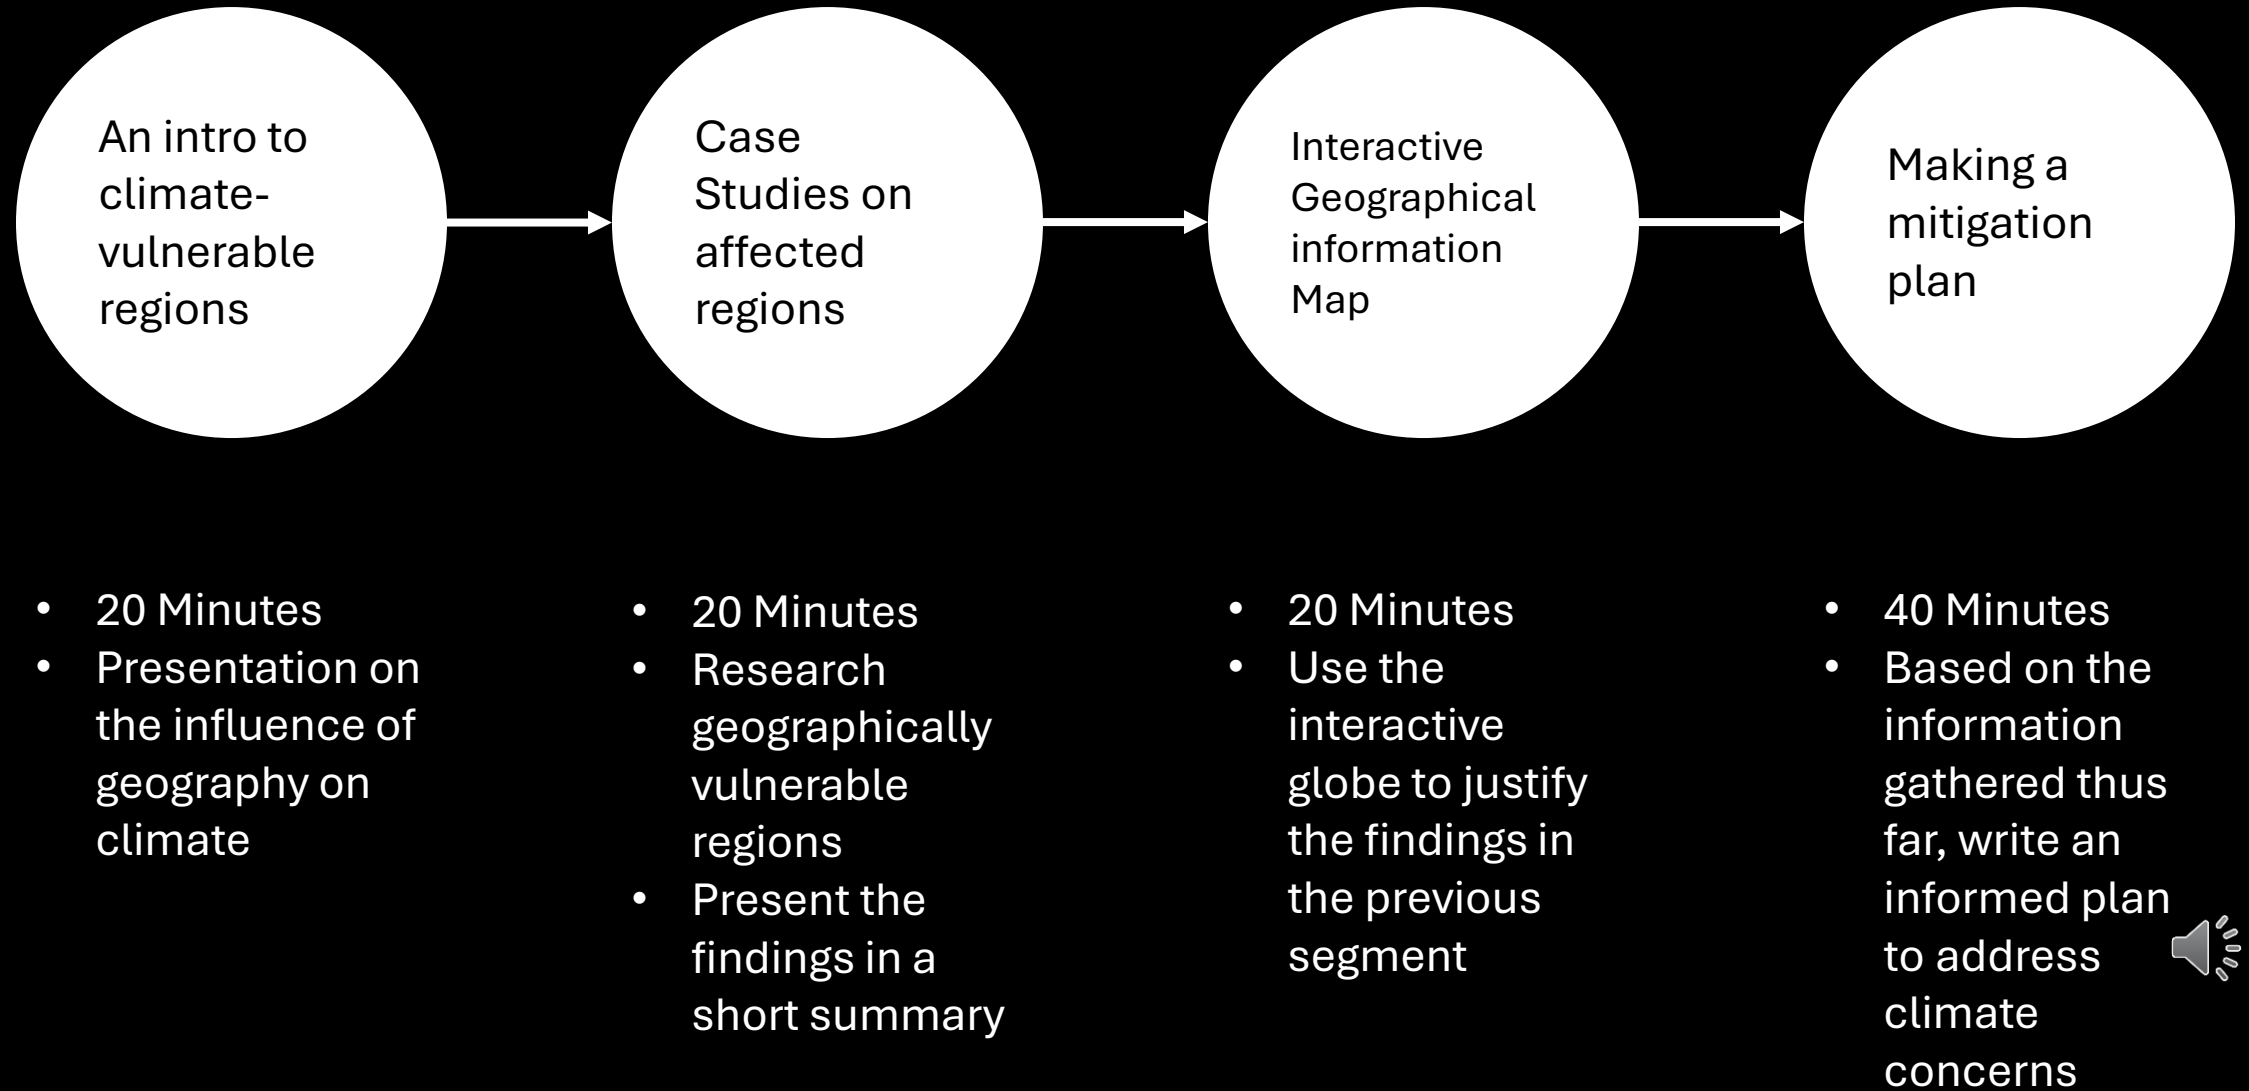 An intro to
climate-
vulnerable
regions
Case
Studies on
affected
regions
Interactive
Geographical
information
Map
Making a
mitigation
plan
• 20 Minutes
• Presentation on
the influence of
geography on
climate
• 20 Minutes
• Research
geographically
vulnerable
regions
• Present the
findings in a
short summary
• 20 Minutes
• Use the
interactive
globe to justify
the findings in
the previous
segment
• 40 Minutes
• Based on the
information
gathered thus
far, write an
informed plan
to address
climate
concerns